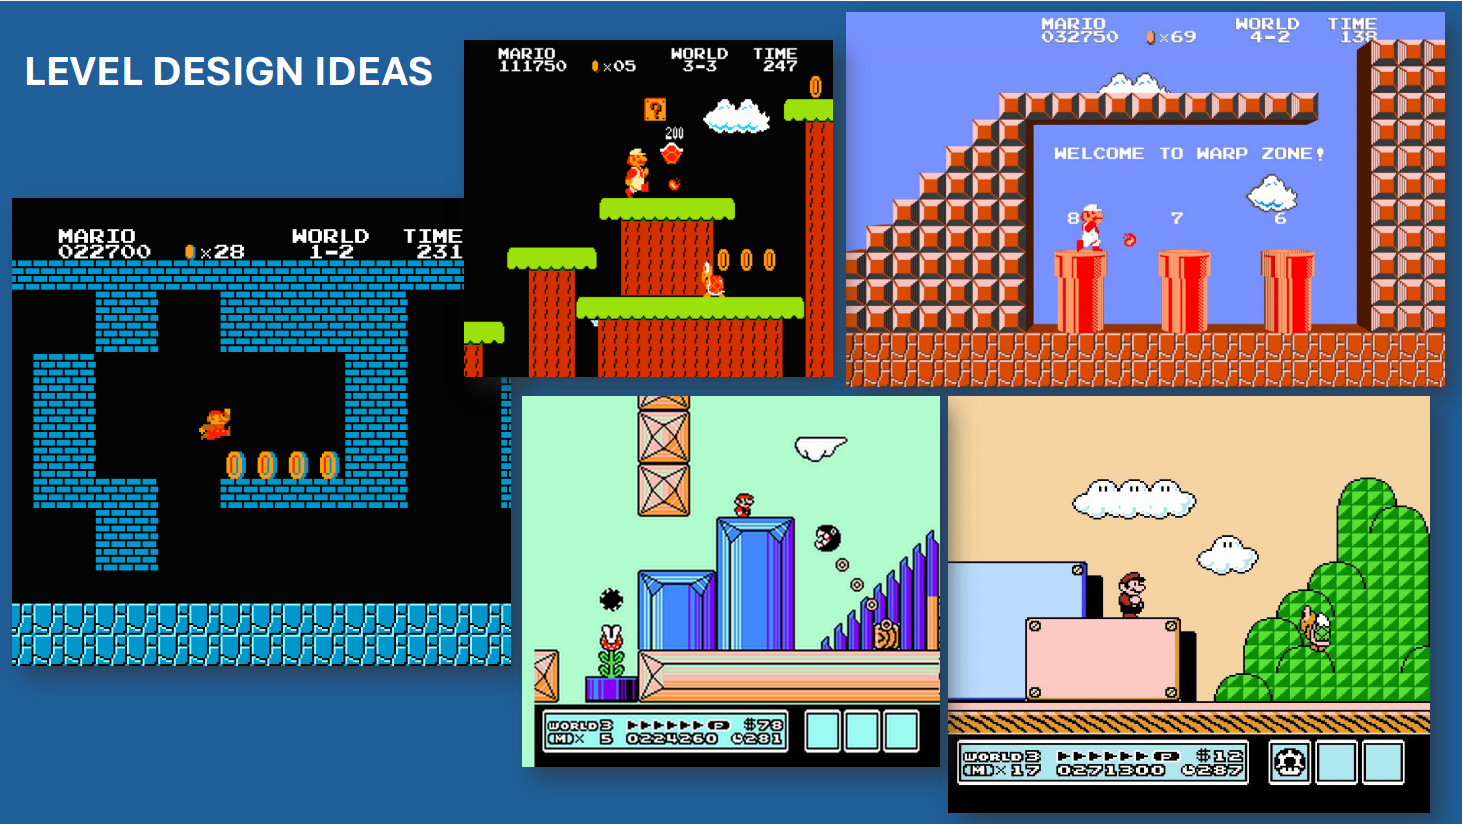 LEVEL DESIGN IDEAS
MARIO WORLD TIME
022700 ×28 1-2 231
MARIO WORLD TIME
111750 ×05 3-3 247
?
200
MARIO WORLD TIME
032750 ×69 4-2 138
WELCOME TO WARP ZONE!
8 7 6
WORLD 3 P $78
M× 5 0224260 281
WORLD 3 P $12
M× 17 0271300 287